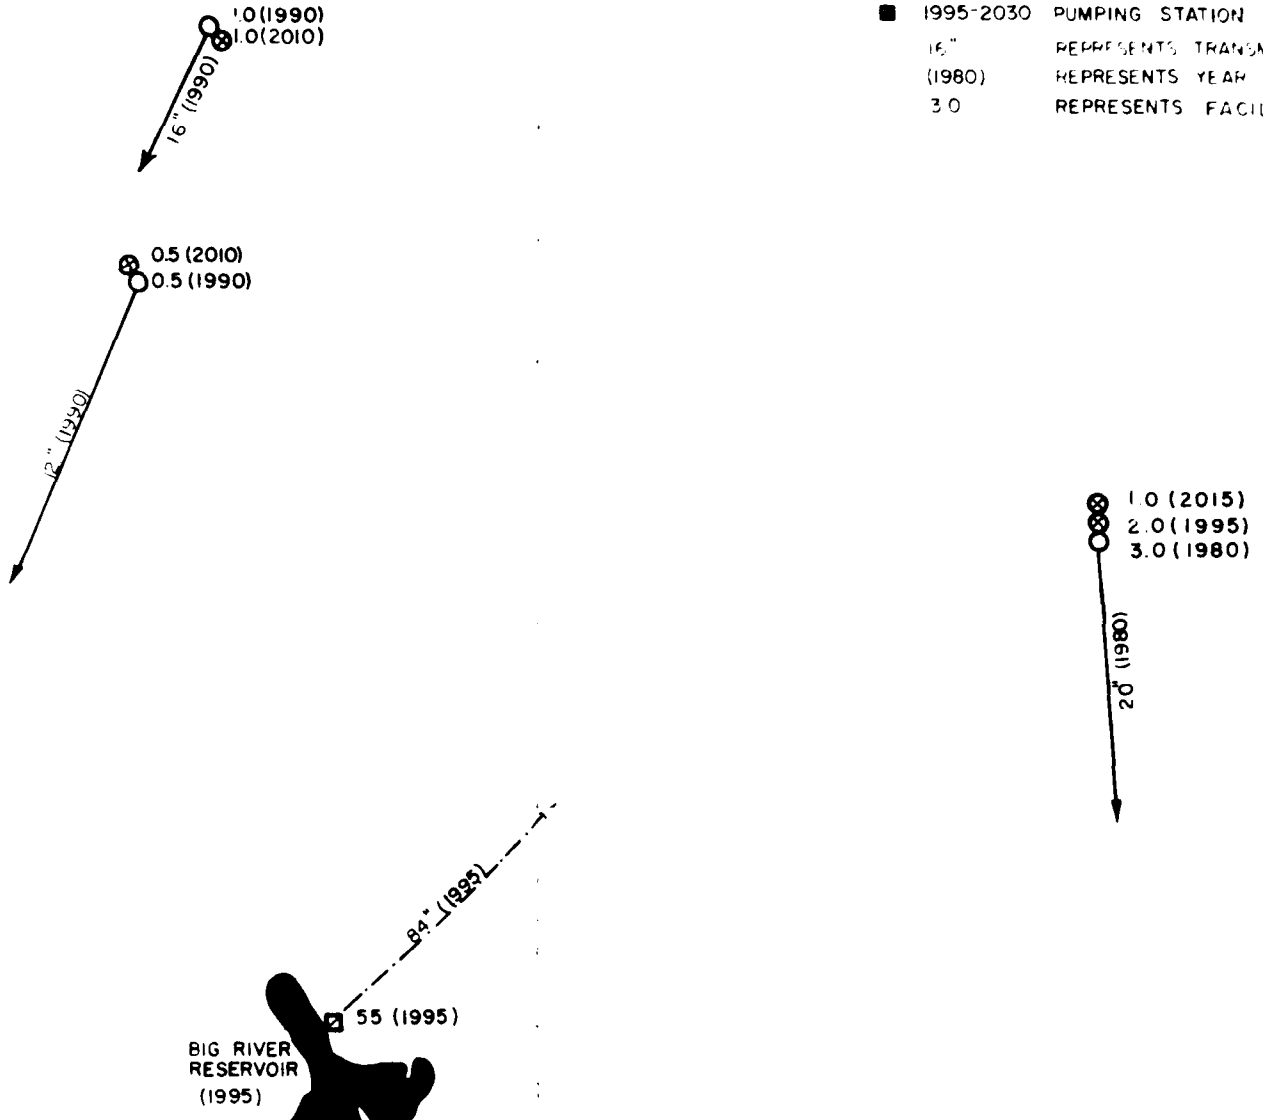 1.0 (1990)
1.0 (2010)
16" (1990)
1995-2030 PUMPING STATION
16" REPRESENTS
(1980) REPRESENTS YEAR
3.0 REPRESENTS
0.5 (2010)
0.5 (1990)
12" (1990)
1.0 (2015)
2.0 (1995)
3.0 (1980)
20" (1980)
84" (1995)
55 (1995)
BIG RIVER
RESERVOIR
(1995)